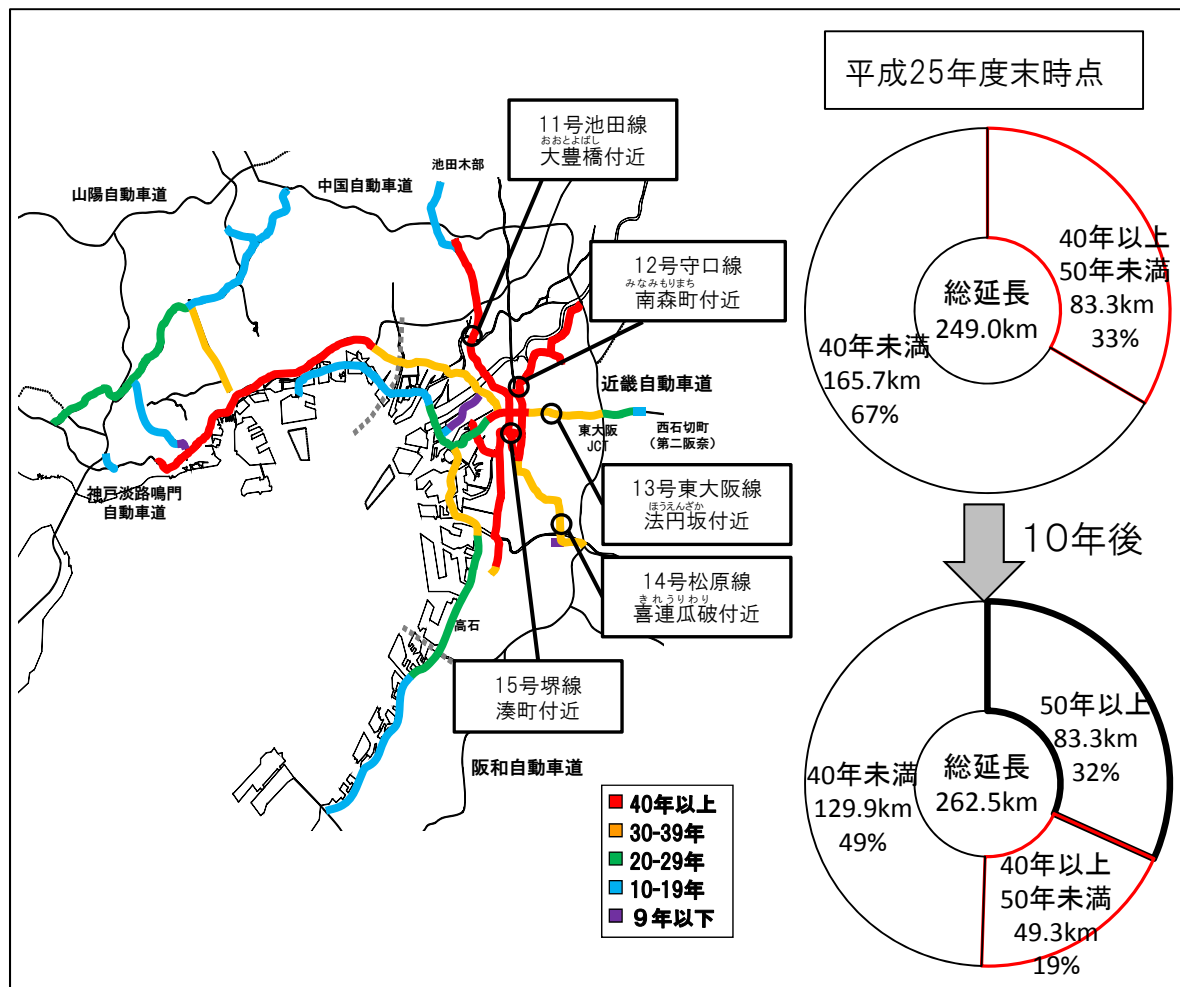 平成25年度末時点
11号池田線
おおとよばし
大豊橋付近
池田木部
中国自動車道
山陽自動車道
12号守口線
みなみもりまち
南森町付近
近畿自動車道
東大阪
JCT
西石切町
(第二阪奈)
13号東大阪線
ほうえんざか
法円坂付近
神戸淡路鳴門
自動車道
14号松原線
きれうりわり
喜連瓜破付近
高石
15号堺線
湊町付近
阪和自動車道
40年以上
30-39年
20-29年
10-19年
9年以下
総延長
249.0km
40年以上
50年未満
83.3km
33%
40年未満
165.7km
67%
10年後
総延長
262.5km
50年以上
83.3km
32%
40年未満
129.9km
49%
40年以上
50年未満
49.3km
19%